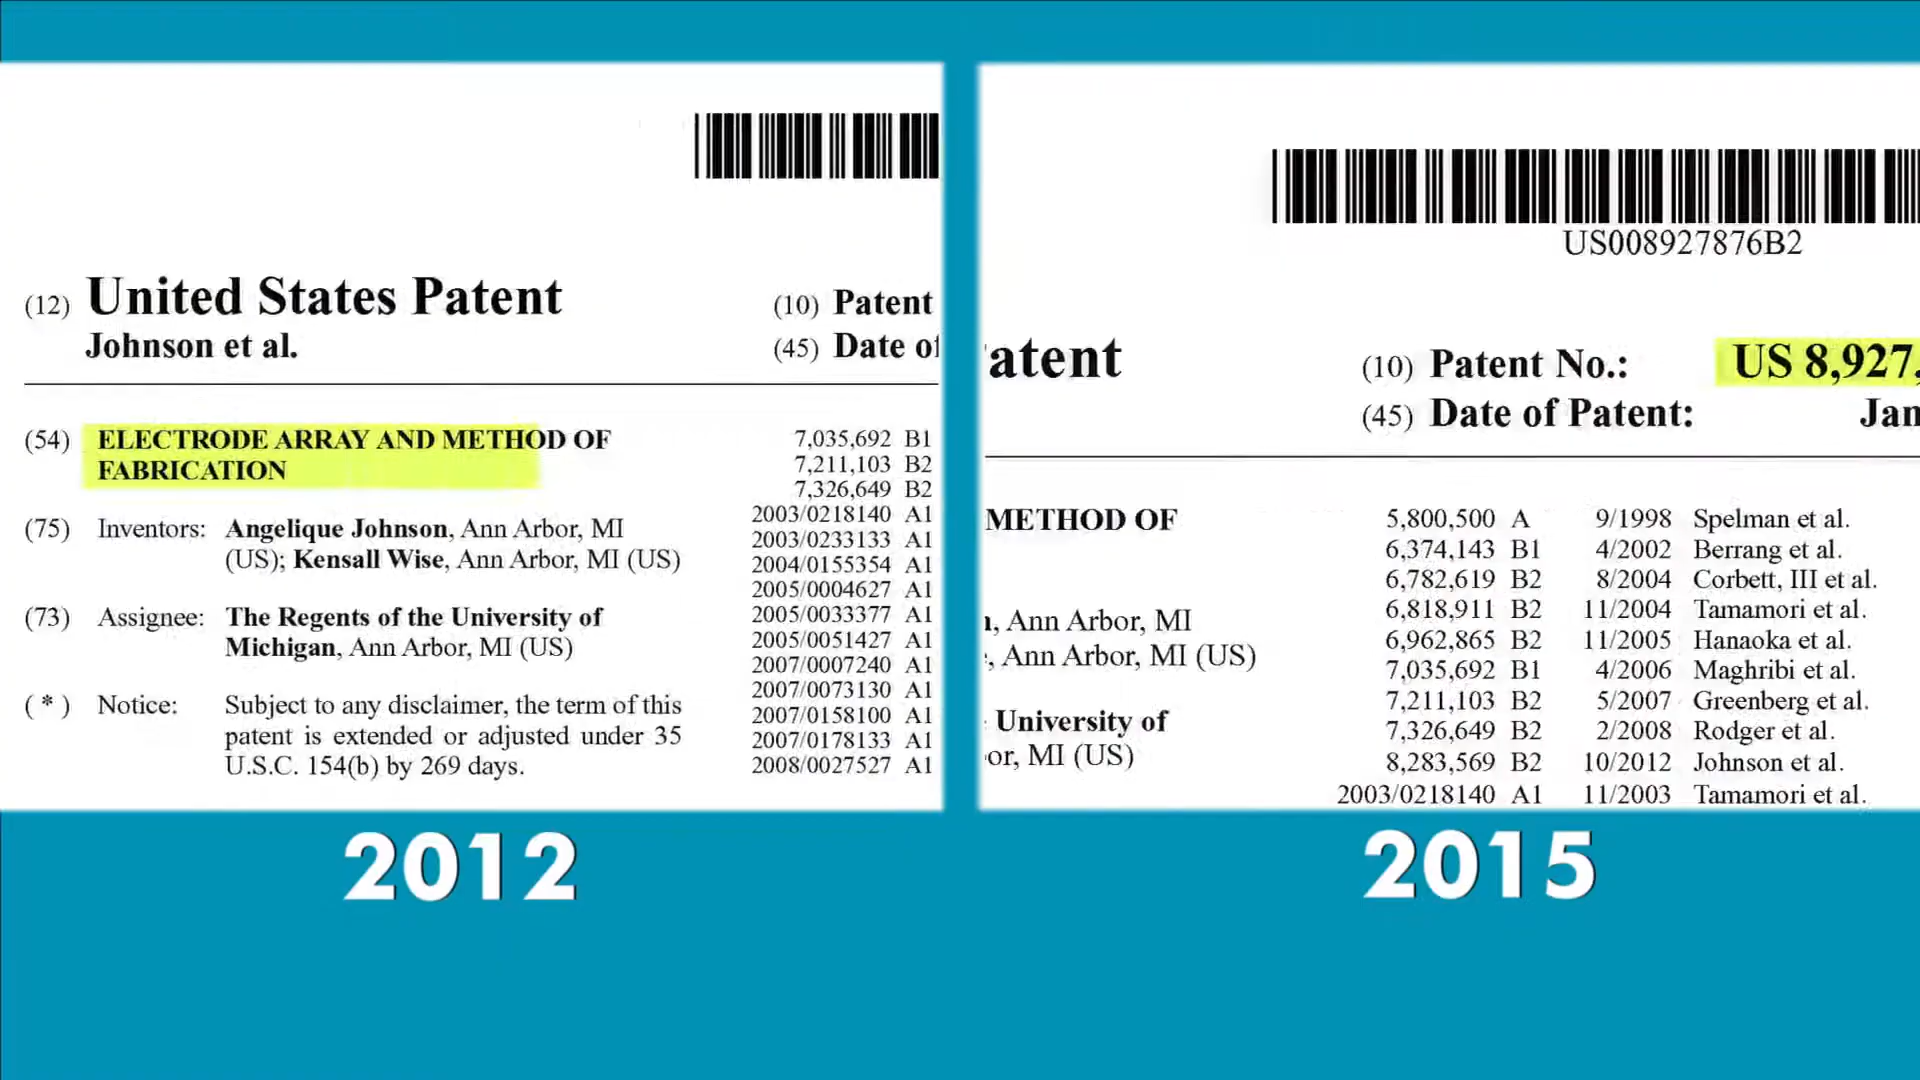 (12) United States Patent
Johnson et al.
(10) Patent
(45) Date of
(54) ELECTRODE ARRAY AND METHOD OF
FABRICATION
(75) Inventors: Angelique Johnson, Ann Arbor, MI
(US); Kensall Wise, Ann Arbor, MI (US)
(73) Assignee: The Regents of the University of
Michigan, Ann Arbor, MI (US)
( * ) Notice: Subject to any disclaimer, the term of this
patent is extended or adjusted under 35
U.S.C. 154(b) by 269 days.
7,035,692 B1
7,211,103 B2
7,326,649 B2
2003/0218140 A1
2003/0233133 A1
2004/0155354 A1
2005/0004627 A1
2005/0033377 A1
2005/0051427 A1
2007/0007240 A1
2007/0073130 A1
2007/0158100 A1
2007/0178133 A1
2008/0027527 A1
2012
US008927876B2
atent
(10) Patent No.: US 8,927,
(45) Date of Patent: Jan
METHOD OF
, Ann Arbor, MI
, Ann Arbor, MI (US)
University of
or, MI (US)
5,800,500 A 9/1998 Spelman et al.
6,374,143 B1 4/2002 Berrang et al.
6,782,619 B2 8/2004 Corbett, III et al.
6,818,911 B2 11/2004 Tamamori et al.
6,962,865 B2 11/2005 Hanaoka et al.
7,035,692 B1 4/2006 Maghribi et al.
7,211,103 B2 5/2007 Greenberg et al.
7,326,649 B2 2/2008 Rodger et al.
8,283,569 B2 10/2012 Johnson et al.
2003/0218140 A1 11/2003 Tamamori et al.
2015